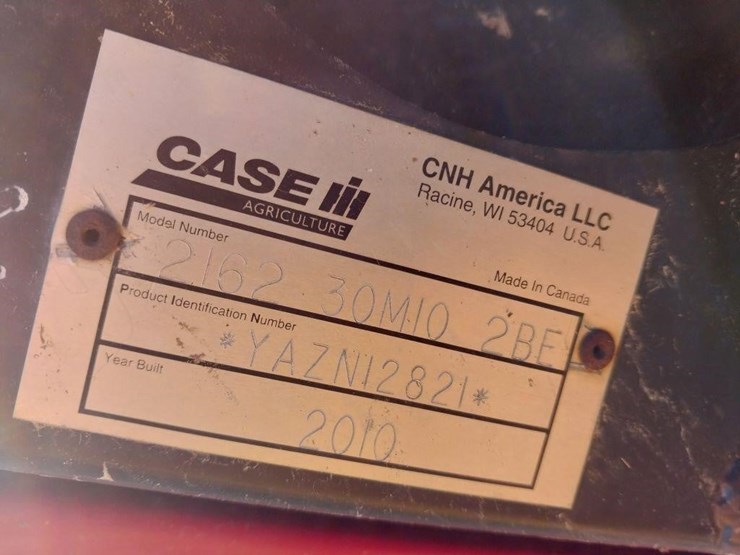 CASE IH
AGRICULTURE
CNH America LLC
Racine, WI 53404 U.S.A.
Made In Canada
Model Number
2162 30M10 2BE
Product Identification Number
*YAZN12821*
Year Built
2010